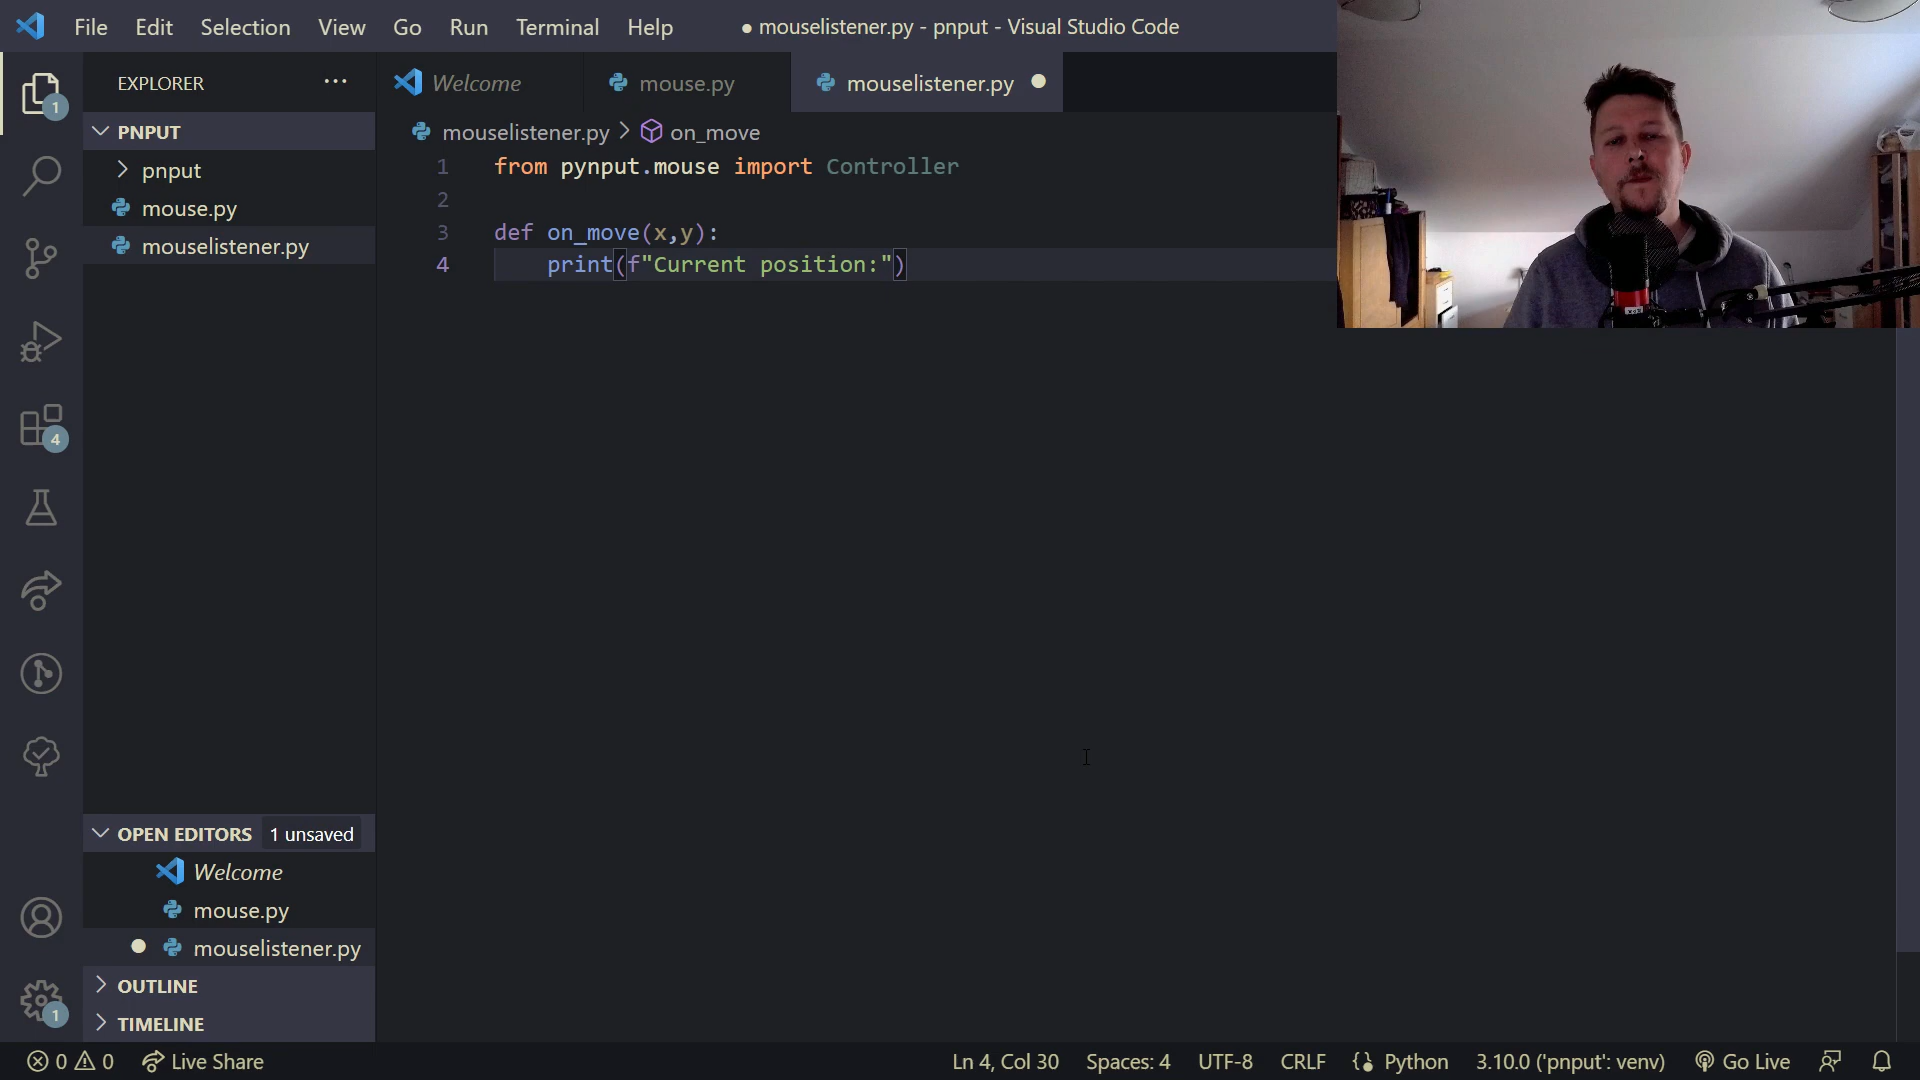 File Edit Selection View Go Run Terminal Help
● mouselistener.py - pnput - Visual Studio Code
EXPLORER ···
Welcome
mouse.py
mouselistener.py
mouselistener.py > on_move
PNPUT
pnput
mouse.py
mouselistener.py
1 from pynput.mouse import Controller
2
3 def on_move(x,y):
4 print(f"Current position:")
1
4
OPEN EDITORS 1 unsaved
Welcome
mouse.py
mouselistener.py
OUTLINE
TIMELINE
1
0 0 Live Share
Ln 4, Col 30 Spaces: 4 UTF-8 CRLF Python 3.10.0 ('pnput': venv) Go Live